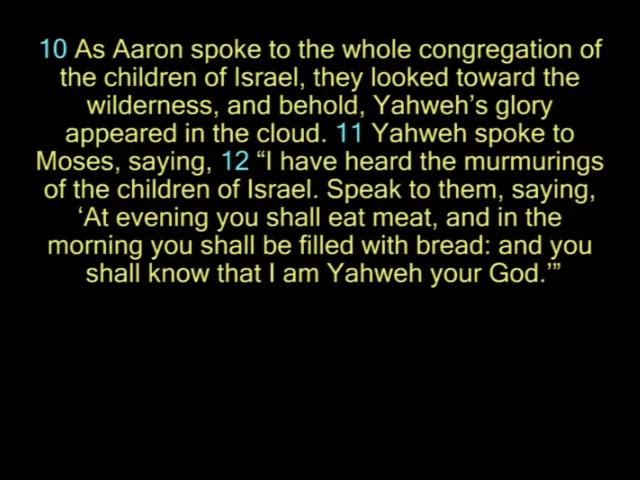 10 As Aaron spoke to the whole congregation of
the children of Israel, they looked toward the
wilderness, and behold, Yahweh’s glory
appeared in the cloud. 11 Yahweh spoke to
Moses, saying, 12 “I have heard the murmurings
of the children of Israel. Speak to them, saying,
‘At evening you shall eat meat, and in the
morning you shall be filled with bread: and you
shall know that I am Yahweh your God.’”